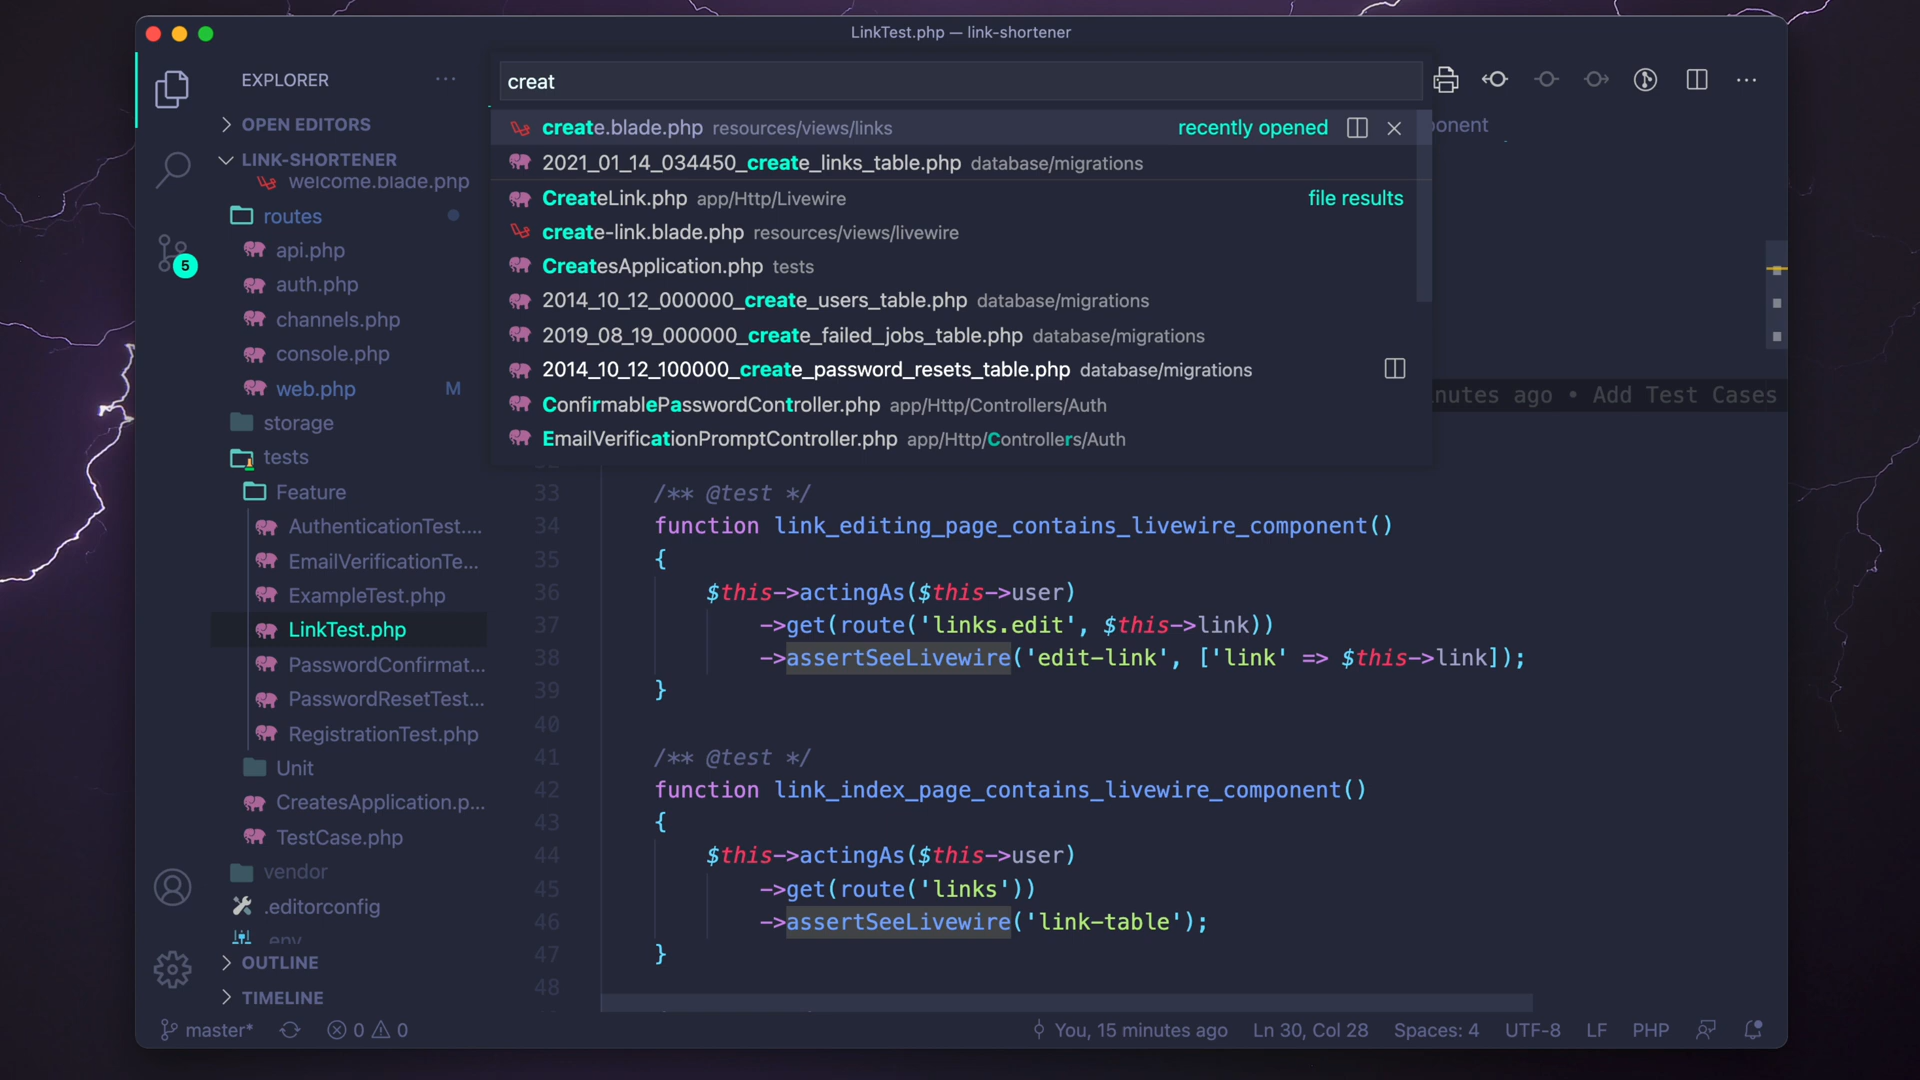 LinkTest.php — link-shortener
EXPLORER
creat
OPEN EDITORS
LINK-SHORTENER
welcome.blade.php
routes
api.php
auth.php
channels.php
console.php
web.php M
storage
tests
Feature
AuthenticationTest....
EmailVerificationTe...
ExampleTest.php
LinkTest.php
PasswordConfirmat...
PasswordResetTest...
RegistrationTest.php
Unit
CreatesApplication.p...
TestCase.php
vendor
.editorconfig
.env
OUTLINE
TIMELINE
5
create.blade.php resources/views/links recently opened
2021_01_14_034450_create_links_table.php database/migrations
CreateLink.php app/Http/Livewire file results
create-link.blade.php resources/views/livewire
CreatesApplication.php tests
2014_10_12_000000_create_users_table.php database/migrations
2019_08_19_000000_create_failed_jobs_table.php database/migrations
2014_10_12_100000_create_password_resets_table.php database/migrations
ConfirmablePasswordController.php app/Http/Controllers/Auth
EmailVerificationPromptController.php app/Http/Controllers/Auth
onent
nutes ago • Add Test Cases
33 /** @test */
34 function link_editing_page_contains_livewire_component()
35 {
36 $this->actingAs($this->user)
37 ->get(route('links.edit', $this->link))
38 ->assertSeeLivewire('edit-link', ['link' => $this->link]);
39 }
40
41 /** @test */
42 function link_index_page_contains_livewire_component()
43 {
44 $this->actingAs($this->user)
45 ->get(route('links'))
46 ->assertSeeLivewire('link-table');
47 }
48
master* 0 0 You, 15 minutes ago Ln 30, Col 28 Spaces: 4 UTF-8 LF PHP